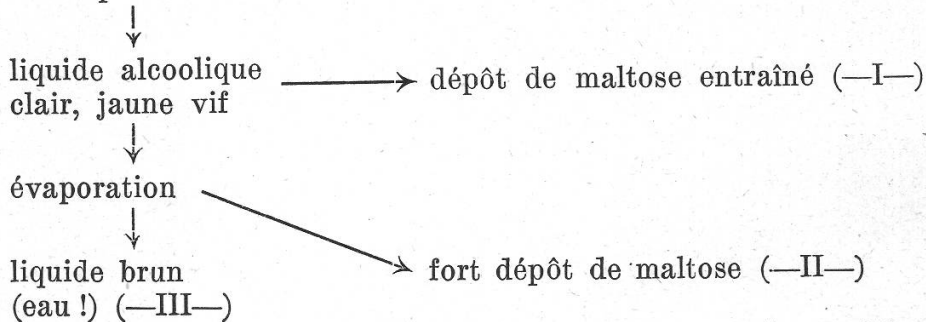 liquide alcoolique
clair, jaune vif
dépôt de maltose entraîné (—I—)
évaporation
fort dépôt de maltose (—II—)
liquide brun
(eau !) (—III—)